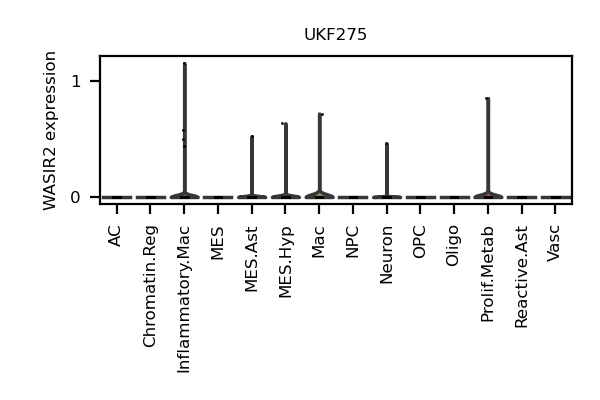 UKF275
WASIR2 expression
1
0
AC
Chromatin.Reg
Inflammatory.Mac
MES
MES.Ast
MES.Hyp
Mac
NPC
Neuron
OPC
Oligo
Prolif.Metab
Reactive.Ast
Vasc